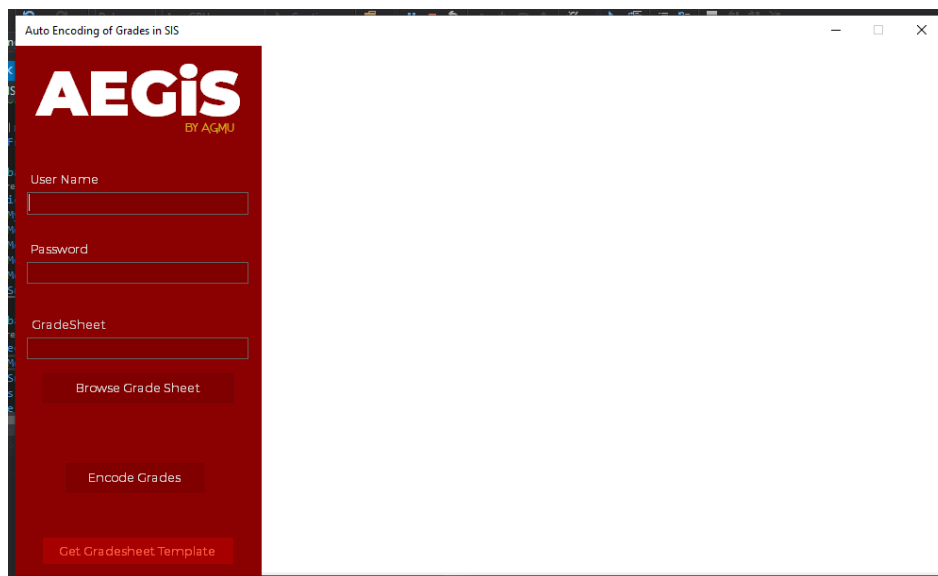 Auto Encoding of Grades in SIS
AEGiS
BY AGMU
User Name
Password
GradeSheet
Browse Grade Sheet
Encode Grades
Get Gradesheet Template